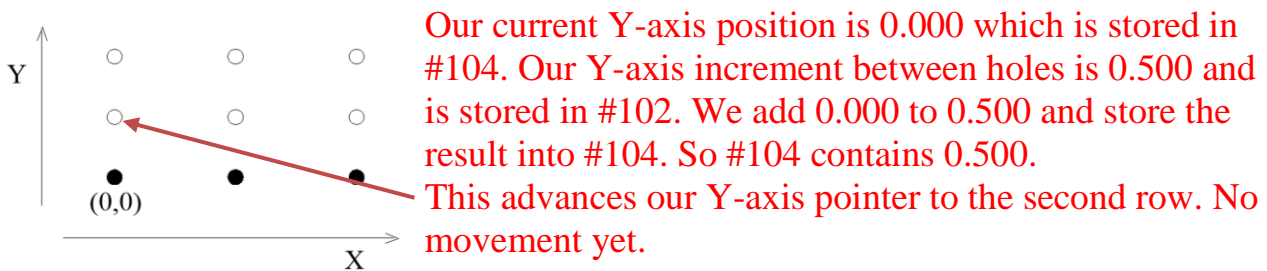 Our current Y-axis position is 0.000 which is stored in
#104. Our Y-axis increment between holes is 0.500 and
is stored in #102. We add 0.000 to 0.500 and store the
result into #104. So #104 contains 0.500.
This advances our Y-axis pointer to the second row. No
movement yet.
Y
(0,0)
X